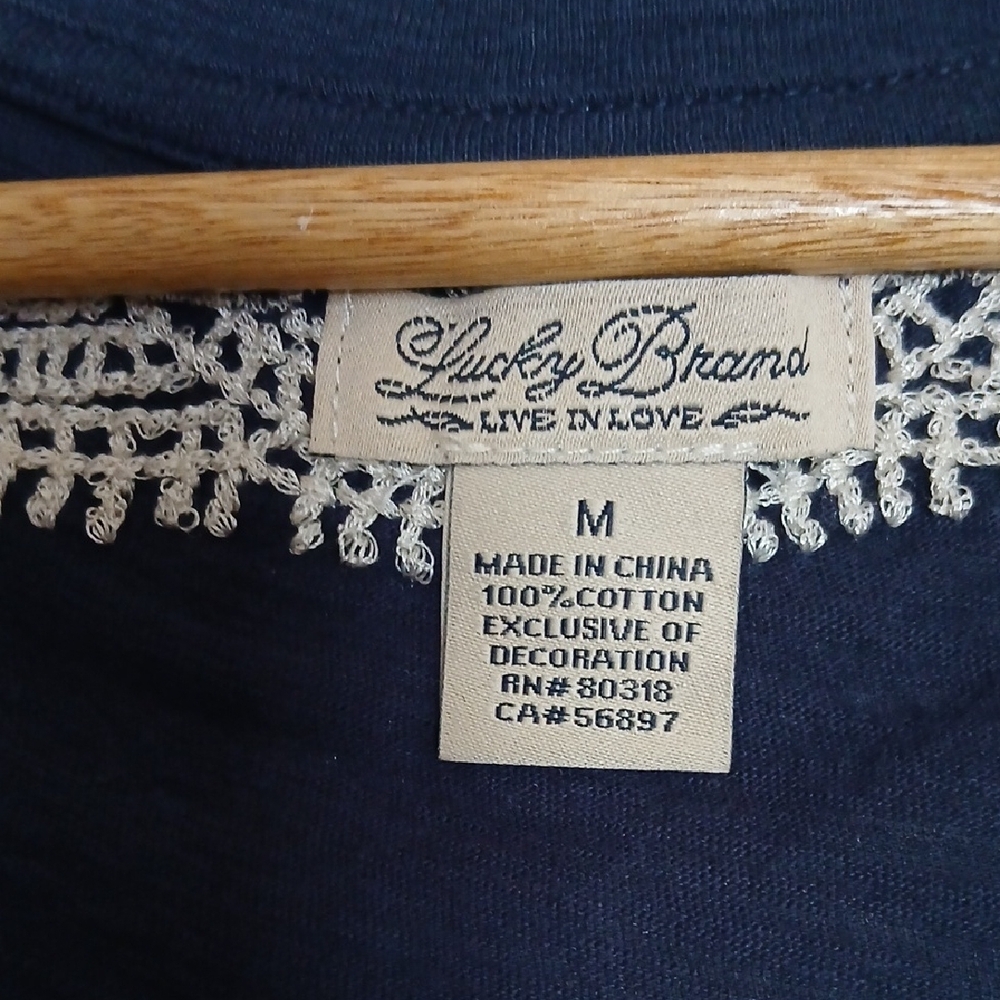 Lucky Brand
LIVE IN LOVE
M
MADE IN CHINA
100%COTTON
EXCLUSIVE OF
DECORATION
RN#80318
CA#56897